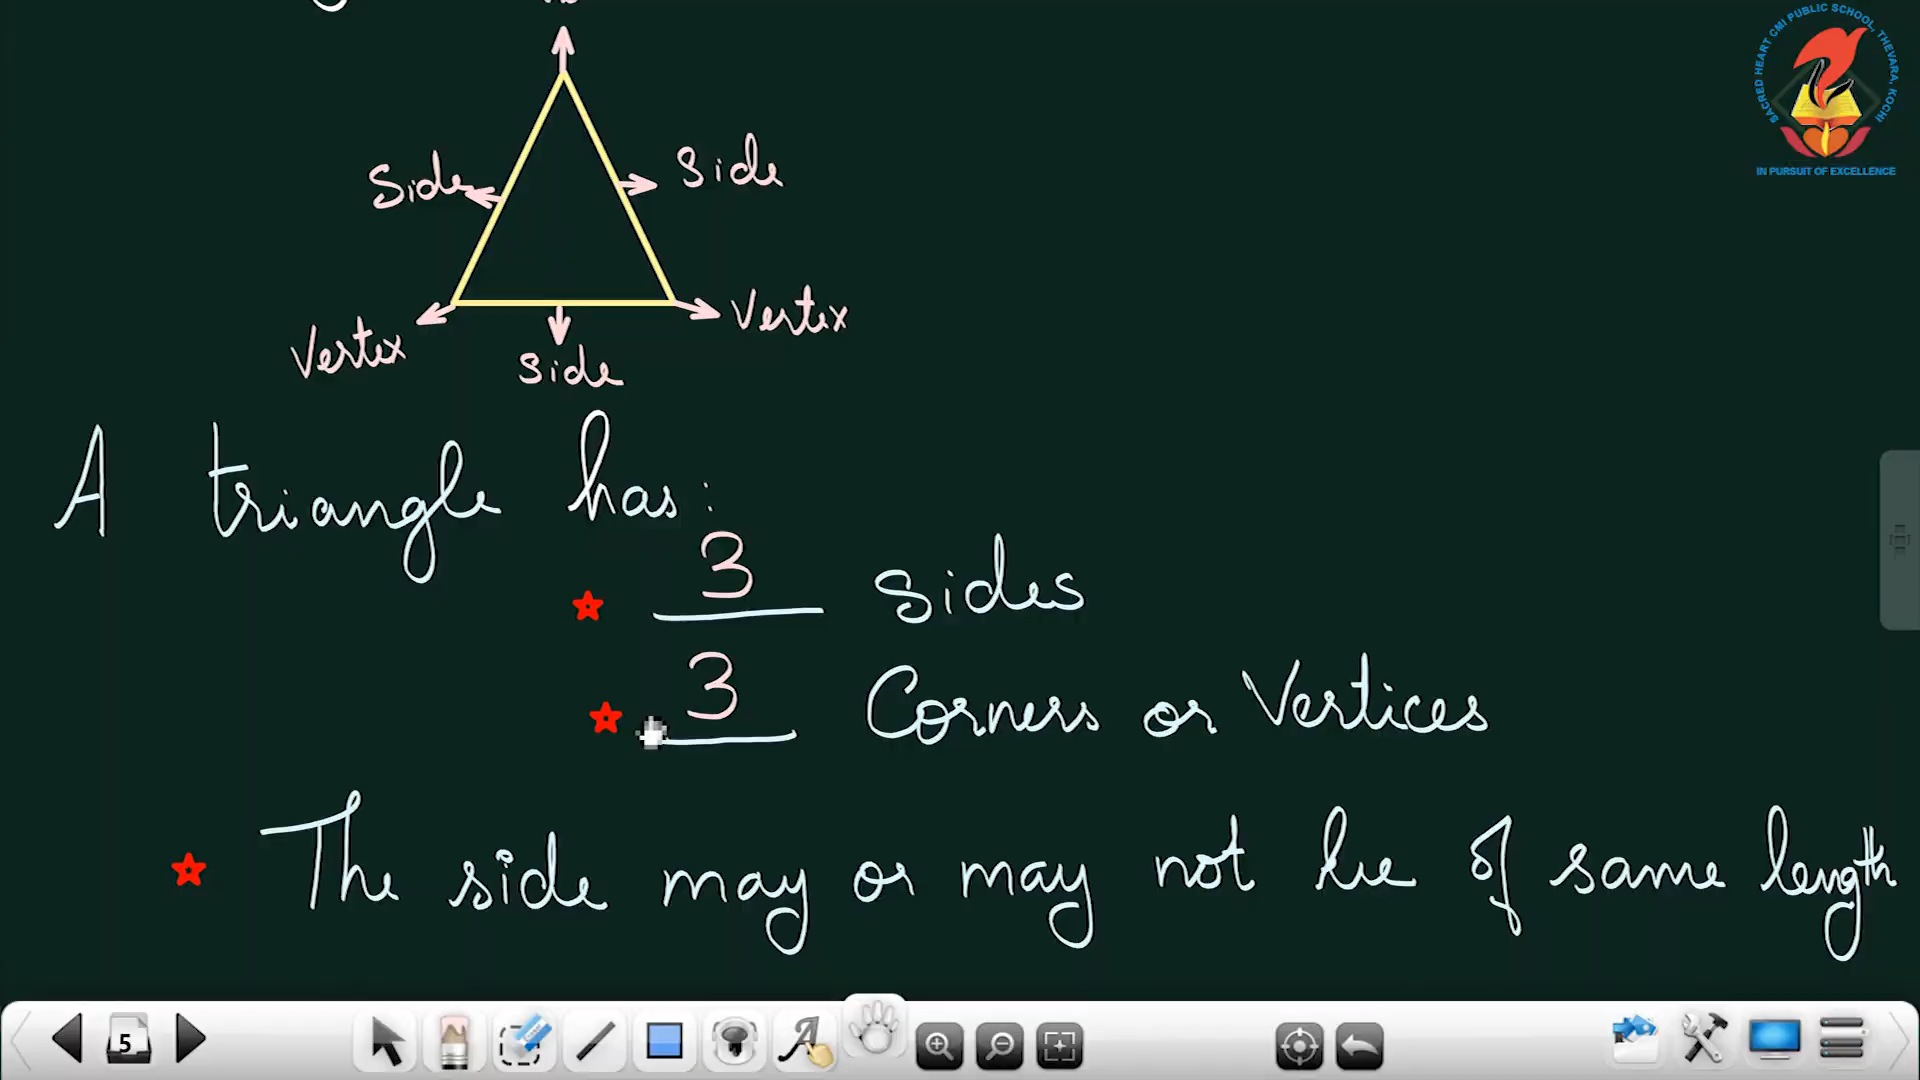 SACRED HEART CMI PUBLIC SCHOOL, THEVARA, KOCHI
IN PURSUIT OF EXCELLENCE
Side
Side
Vertex
Vertex
Side
A triangle has:
3 Sides
3 Corners or Vertices
The side may or may not be of same length
5